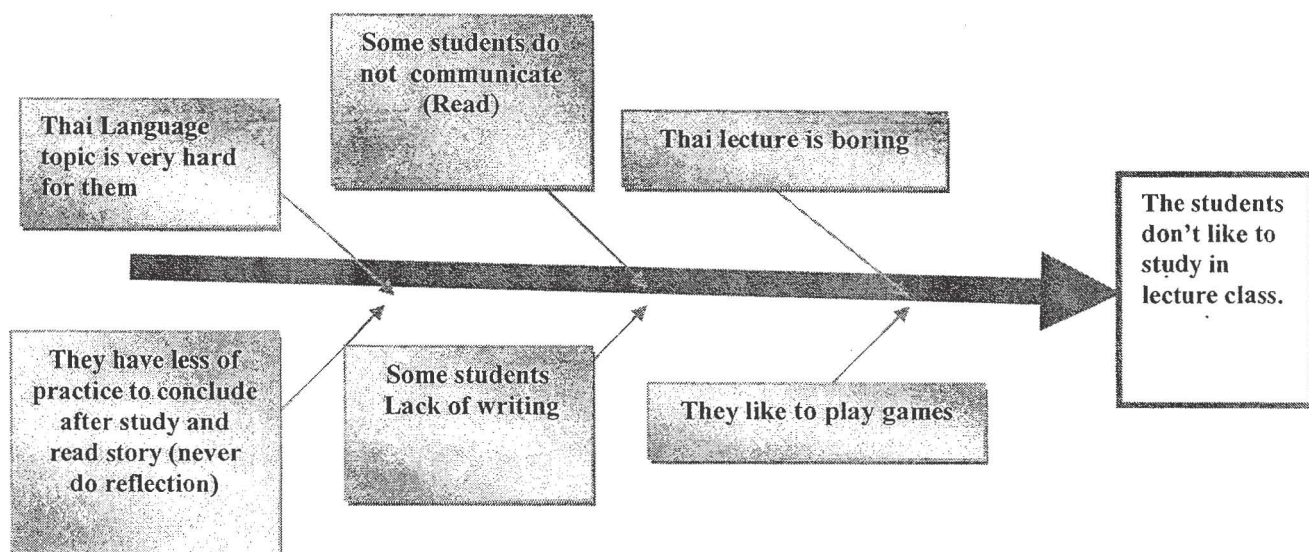 Some students do
not communicate
(Read)
Thai Language
topic is very hard
for them
Thai lecture is boring
The students
don't like to
study in
lecture class.
They have less of
practice to conclude
after study and
read story (never
do reflection)
Some students
Lack of writing
They like to play games